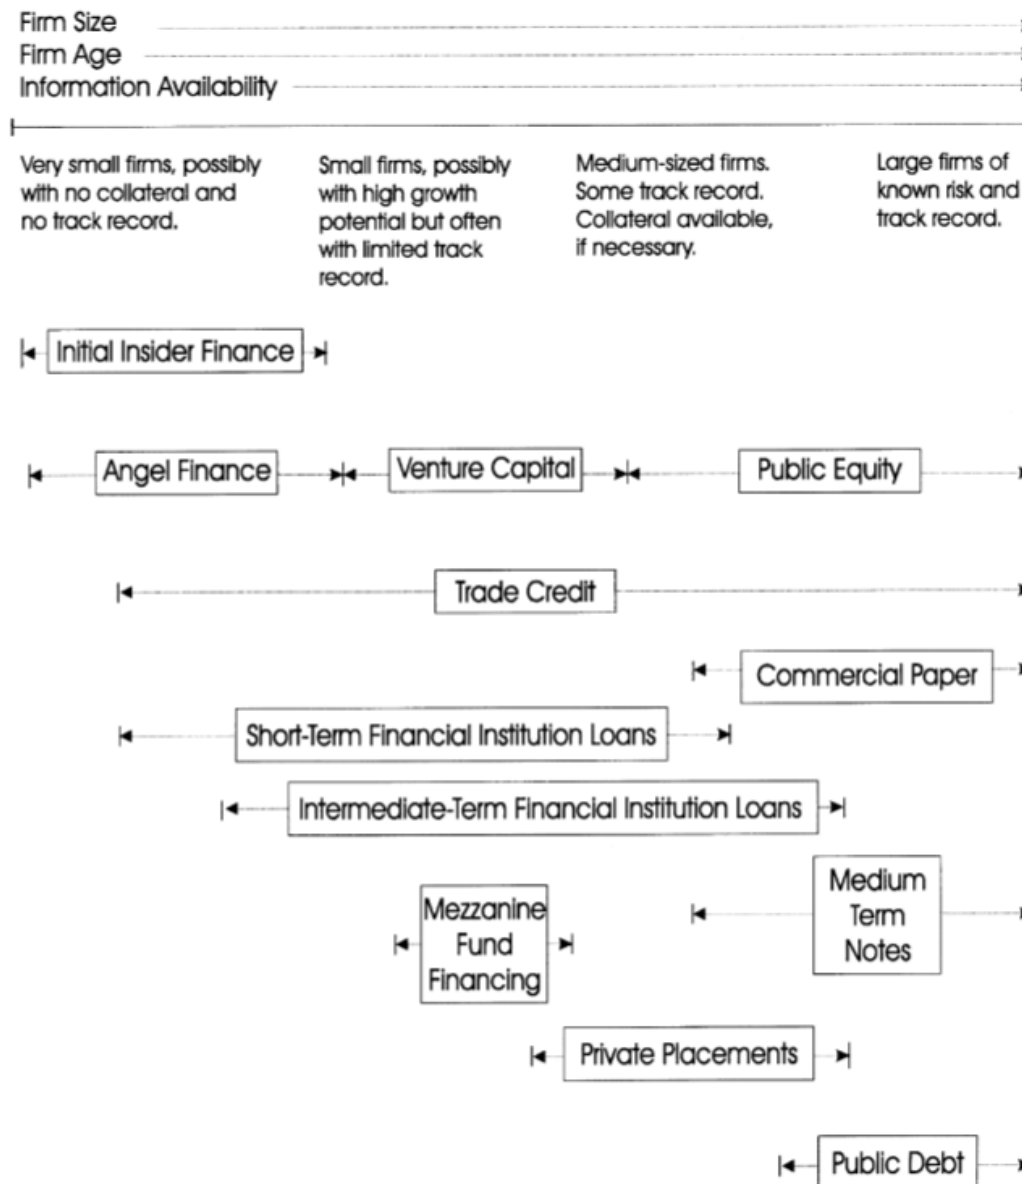 Firm Size
Firm Age
Information Availability
Very small firms, possibly
with no collateral and
no track record.
Small firms, possibly
with high growth
potential but often
with limited track
record.
Medium-sized firms.
Some track record.
Collateral available,
if necessary.
Large firms of
known risk and
track record.
Initial Insider Finance
Angel Finance
Venture Capital
Public Equity
Trade Credit
Commercial Paper
Short-Term Financial Institution Loans
Intermediate-Term Financial Institution Loans
Mezzanine
Fund
Financing
Medium
Term
Notes
Private Placements
Public Debt